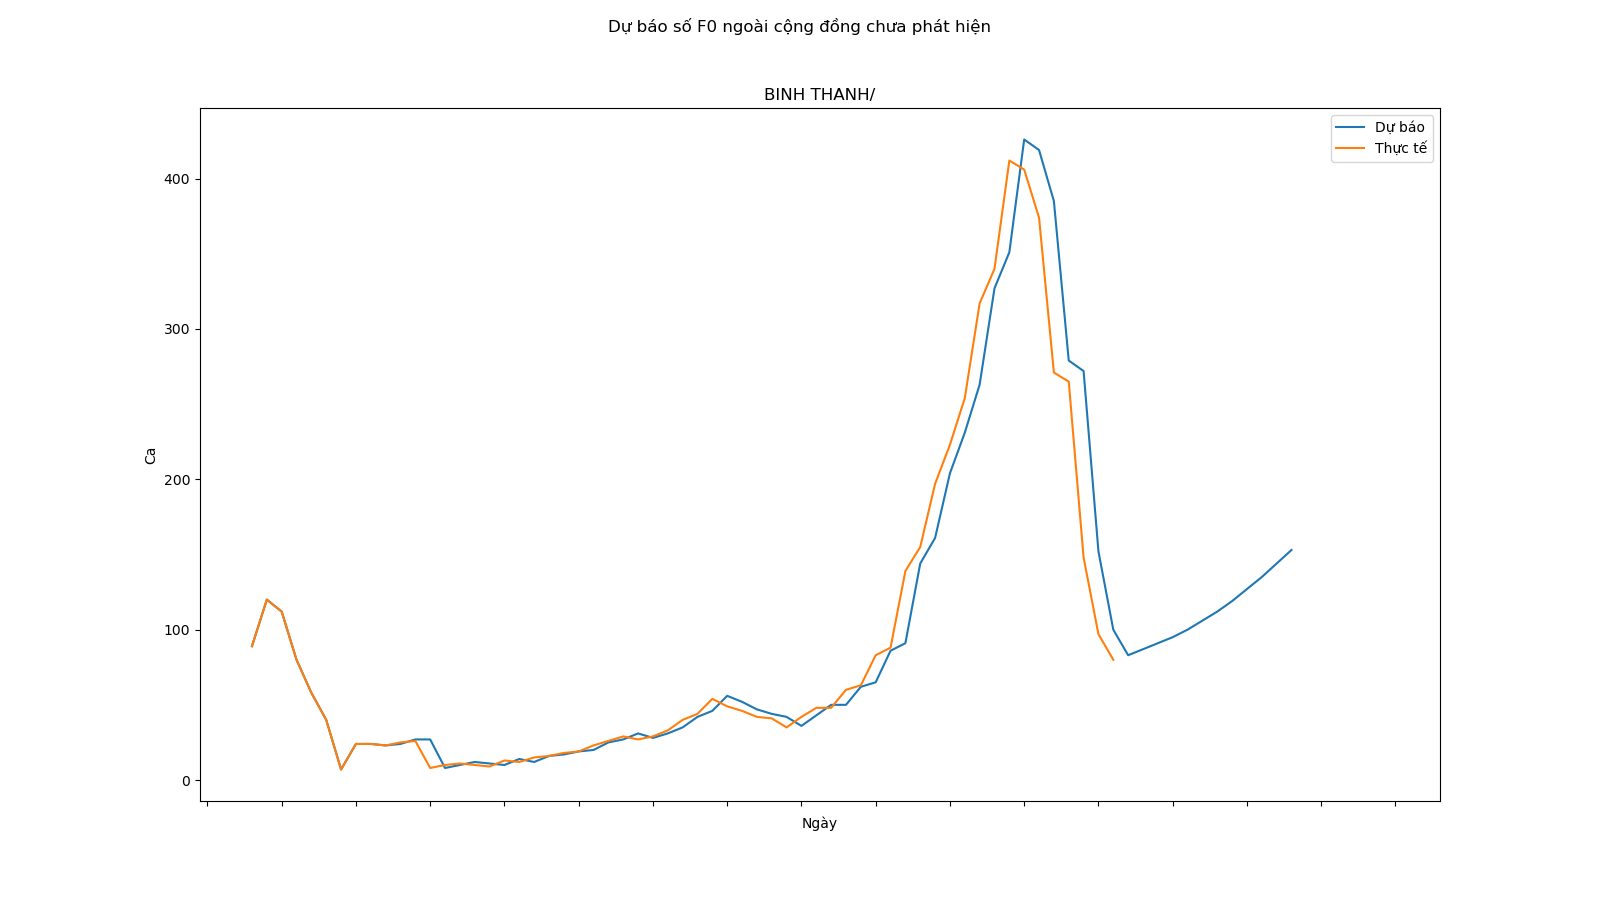 Dự báo số F0 ngoài cộng đồng chưa phát hiện
BINH THANH/
Dự báo
Thực tế
400
300
200
100
0
Ca
Ngày